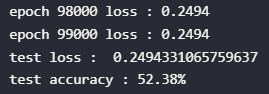 epoch 98000 loss : 0.2494
epoch 99000 loss : 0.2494
test loss :  0.2494331065759637
test accuracy : 52.38%